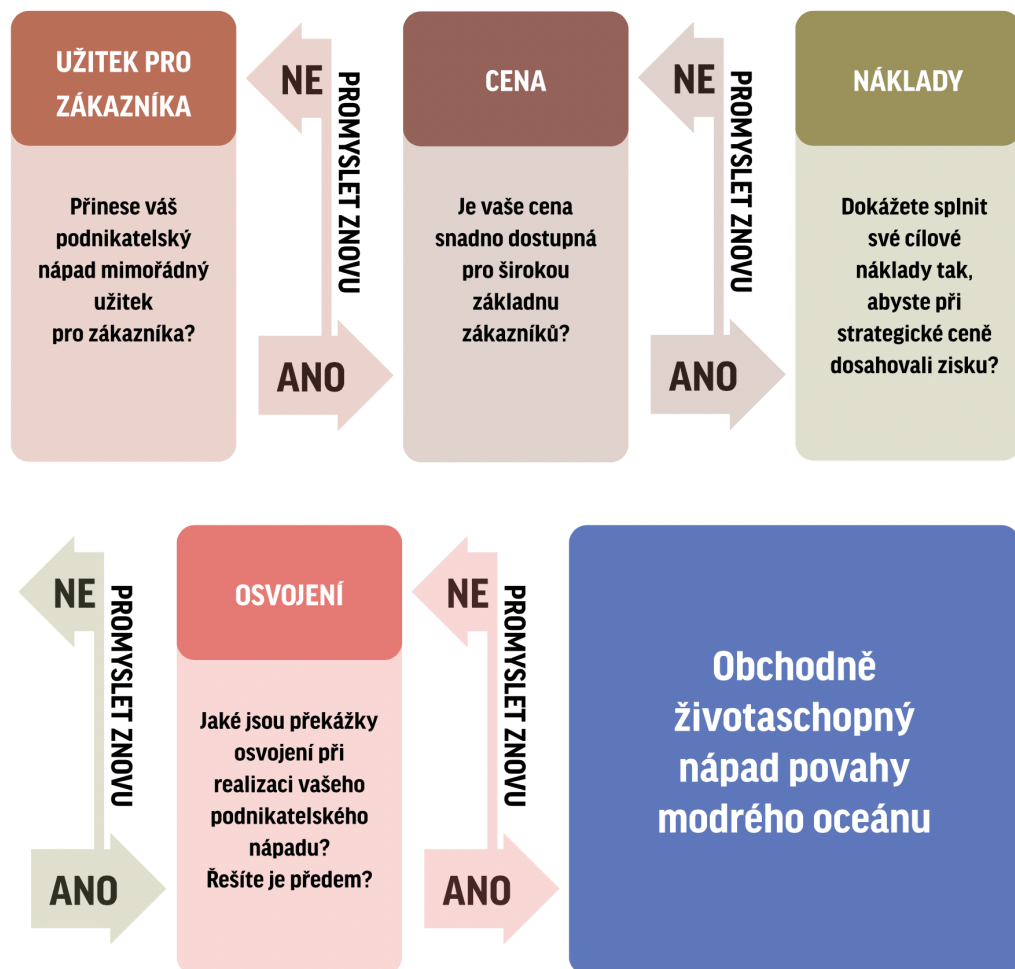 UŽITEK PRO
ZÁKAZNÍKA
Přinese váš
podnikatelský
nápad mimořádný
užitek
pro zákazníka?
NE
PROMYSLET ZNOVU
ANO
CENA
Je vaše cena
snadno dostupná
pro širokou
základnu
zákazníků?
NE
PROMYSLET ZNOVU
ANO
NÁKLADY
Dokážete splnit
své cílové
náklady tak,
abyste při
strategické ceně
dosahovali zisku?
NE
PROMYSLET ZNOVU
ANO
OSVOJENÍ
Jaké jsou překážky
osvojení při
realizaci vašeho
podnikatelského
nápadu?
Řešíte je předem?
NE
PROMYSLET ZNOVU
ANO
Obchodně
životaschopný
nápad povahy
modrého oceánu